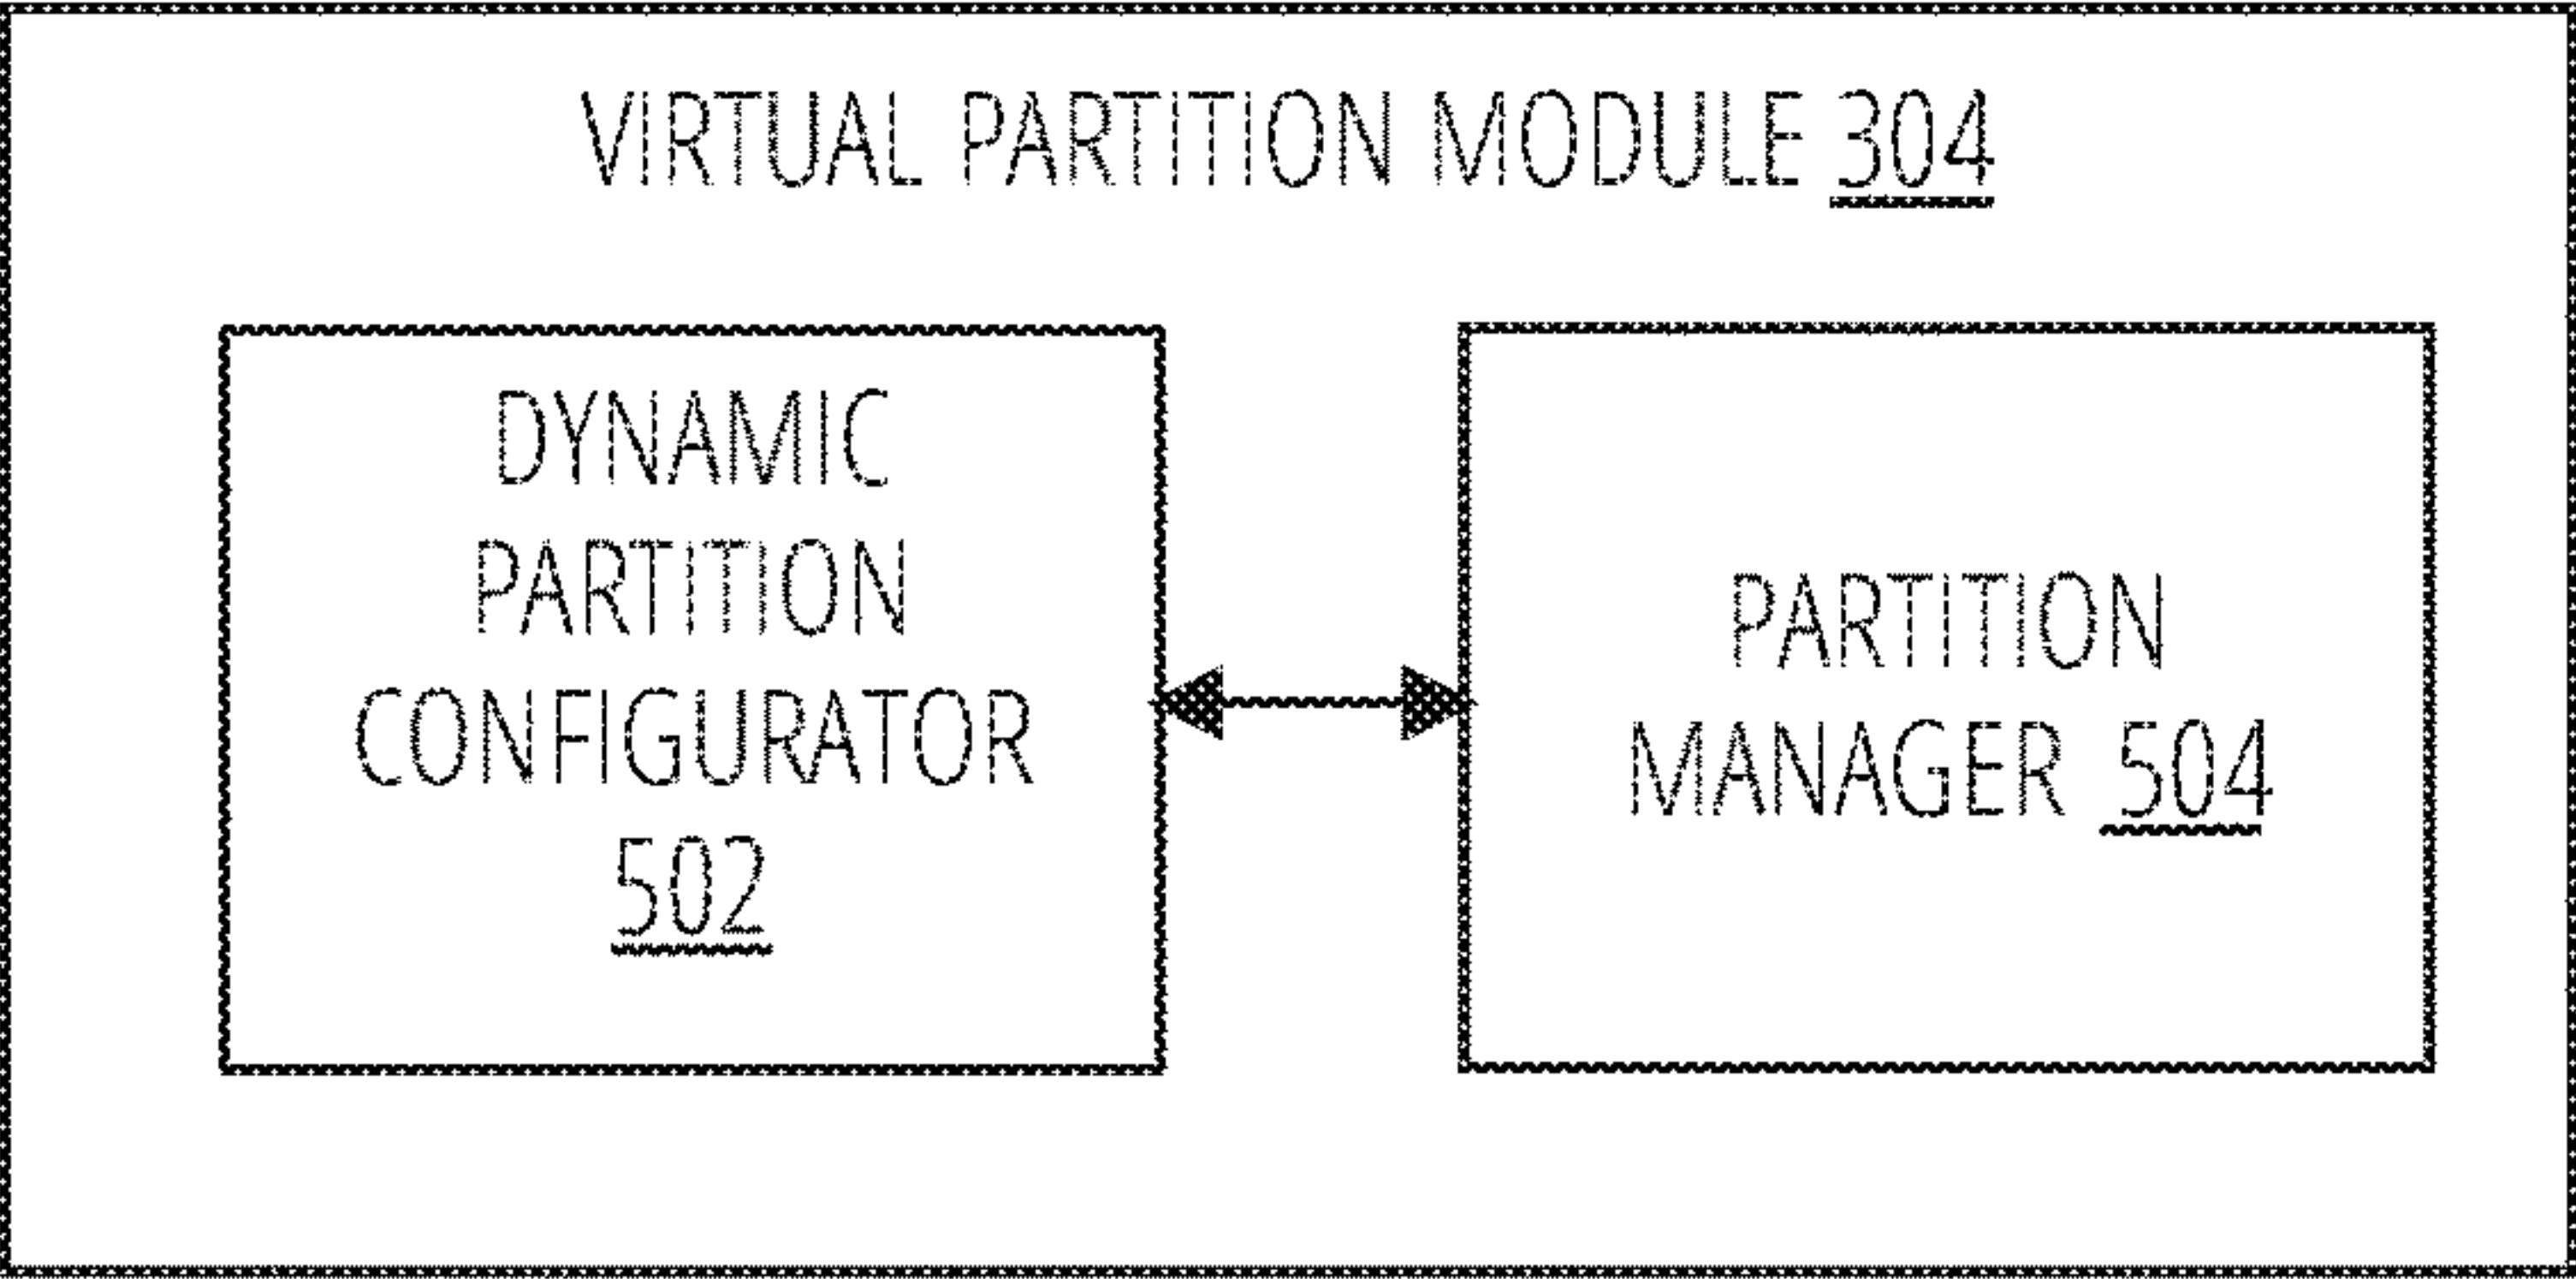 VIRTUAL PARTITION MODULE 304
DYNAMIC
PARTITION
CONFIGURATOR
502
PARTITION
MANAGER 504